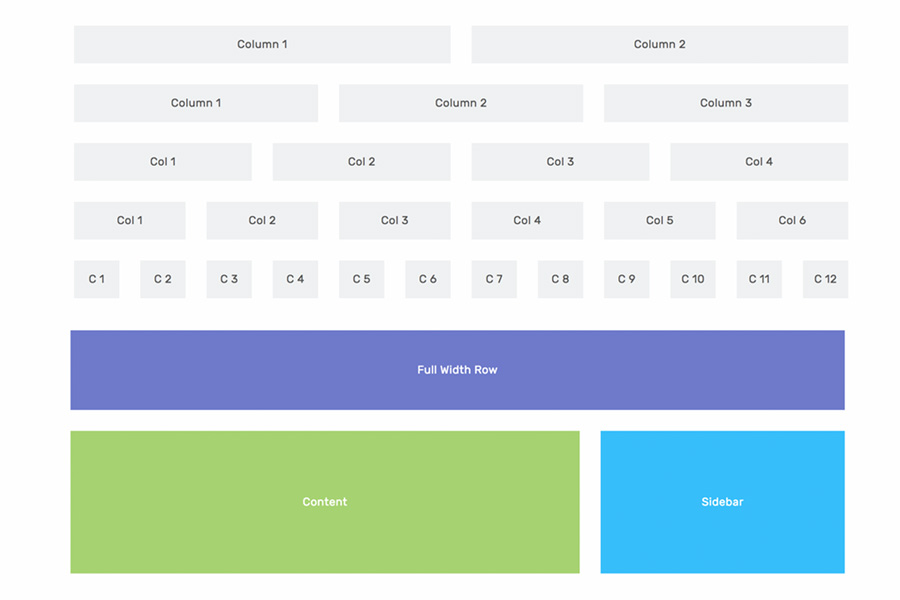 Column 1 Column 2
Column 1 Column 2 Column 3
Col 1 Col 2 Col 3 Col 4
Col 1 Col 2 Col 3 Col 4 Col 5 Col 6
C 1 C 2 C 3 C 4 C 5 C 6 C 7 C 8 C 9 C 10 C 11 C 12
Full Width Row
Content Sidebar